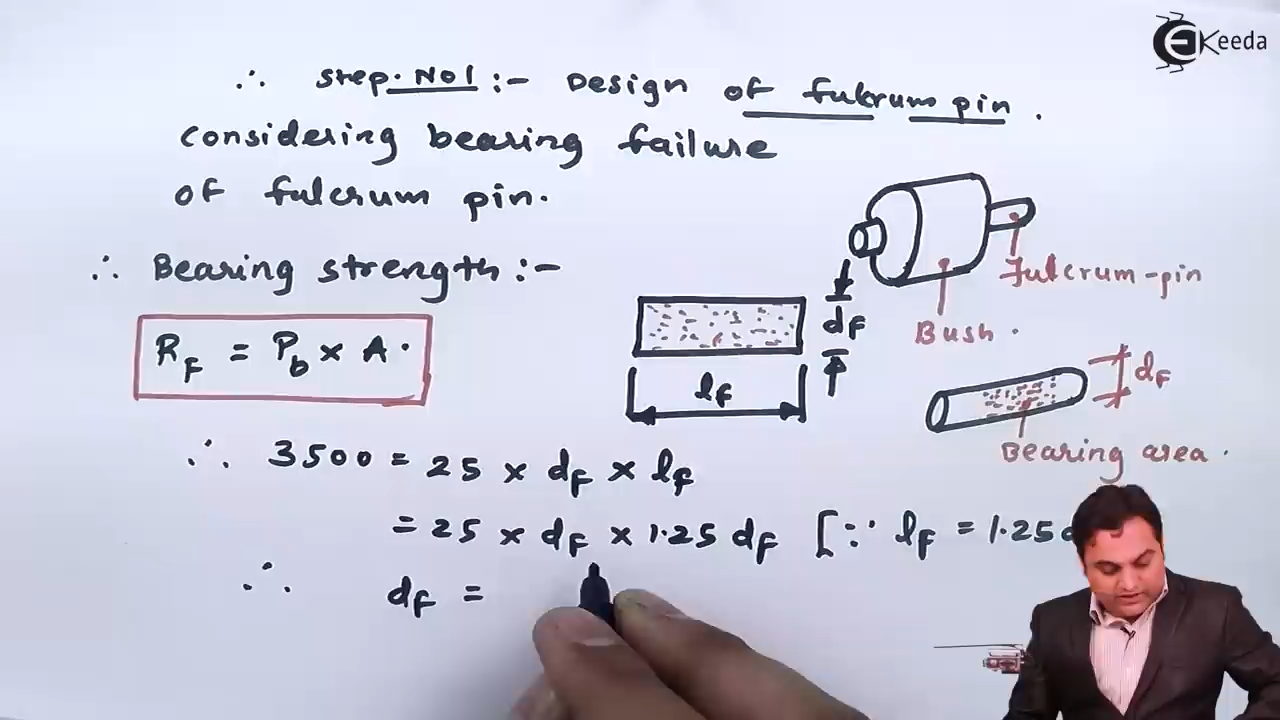 EKeeda
∴ Step.No1 :- Design of fulcrum pin.
considering bearing failure
of fulcrum pin.
∴ Bearing strength :-
R_F = P_b × A.
∴ 3500 = 25 × d_F × l_F
= 25 × d_F × 1.25 d_F [∵ l_F = 1.25d
∴ d_F =
d_F
l_F
Fulcrum-pin
Bush.
d_F
Bearing area.